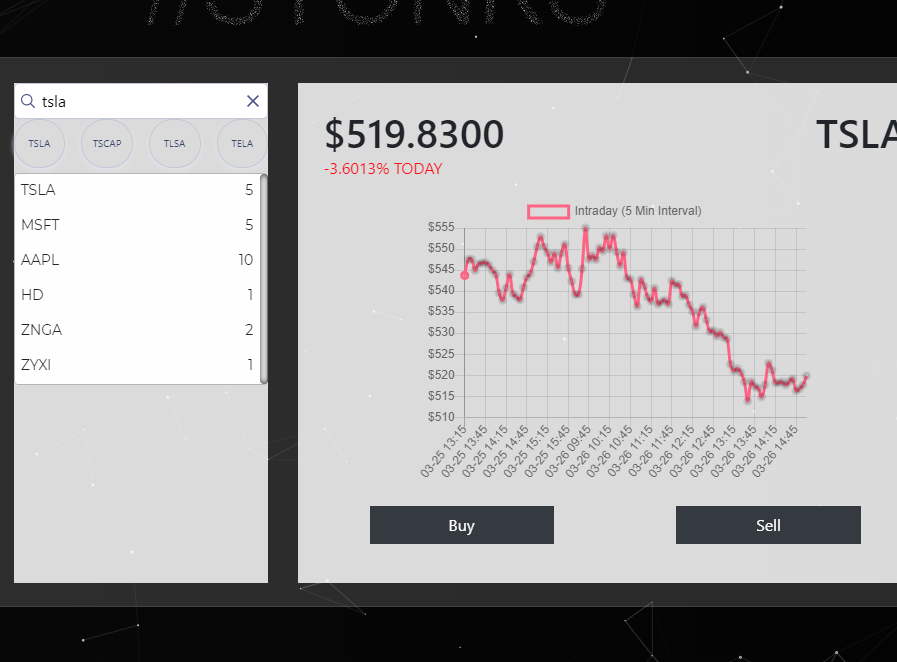 //STONKS
tsla
TSLA TSCAP TLSA TELA
TSLA 5
MSFT 5
AAPL 10
HD 1
ZNGA 2
ZYXI 1
$519.8300
TSLA
-3.6013% TODAY
Intraday (5 Min Interval)
$555
$550
$545
$540
$535
$530
$525
$520
$515
$510
03-25 13:15 03-25 13:45 03-25 14:15 03-25 14:45 03-25 15:15 03-25 15:45 03-26 09:45 03-26 10:15 03-26 10:45 03-26 11:15 03-26 11:45 03-26 12:15 03-26 12:45 03-26 13:15 03-26 13:45 03-26 14:15 03-26 14:45
Buy Sell